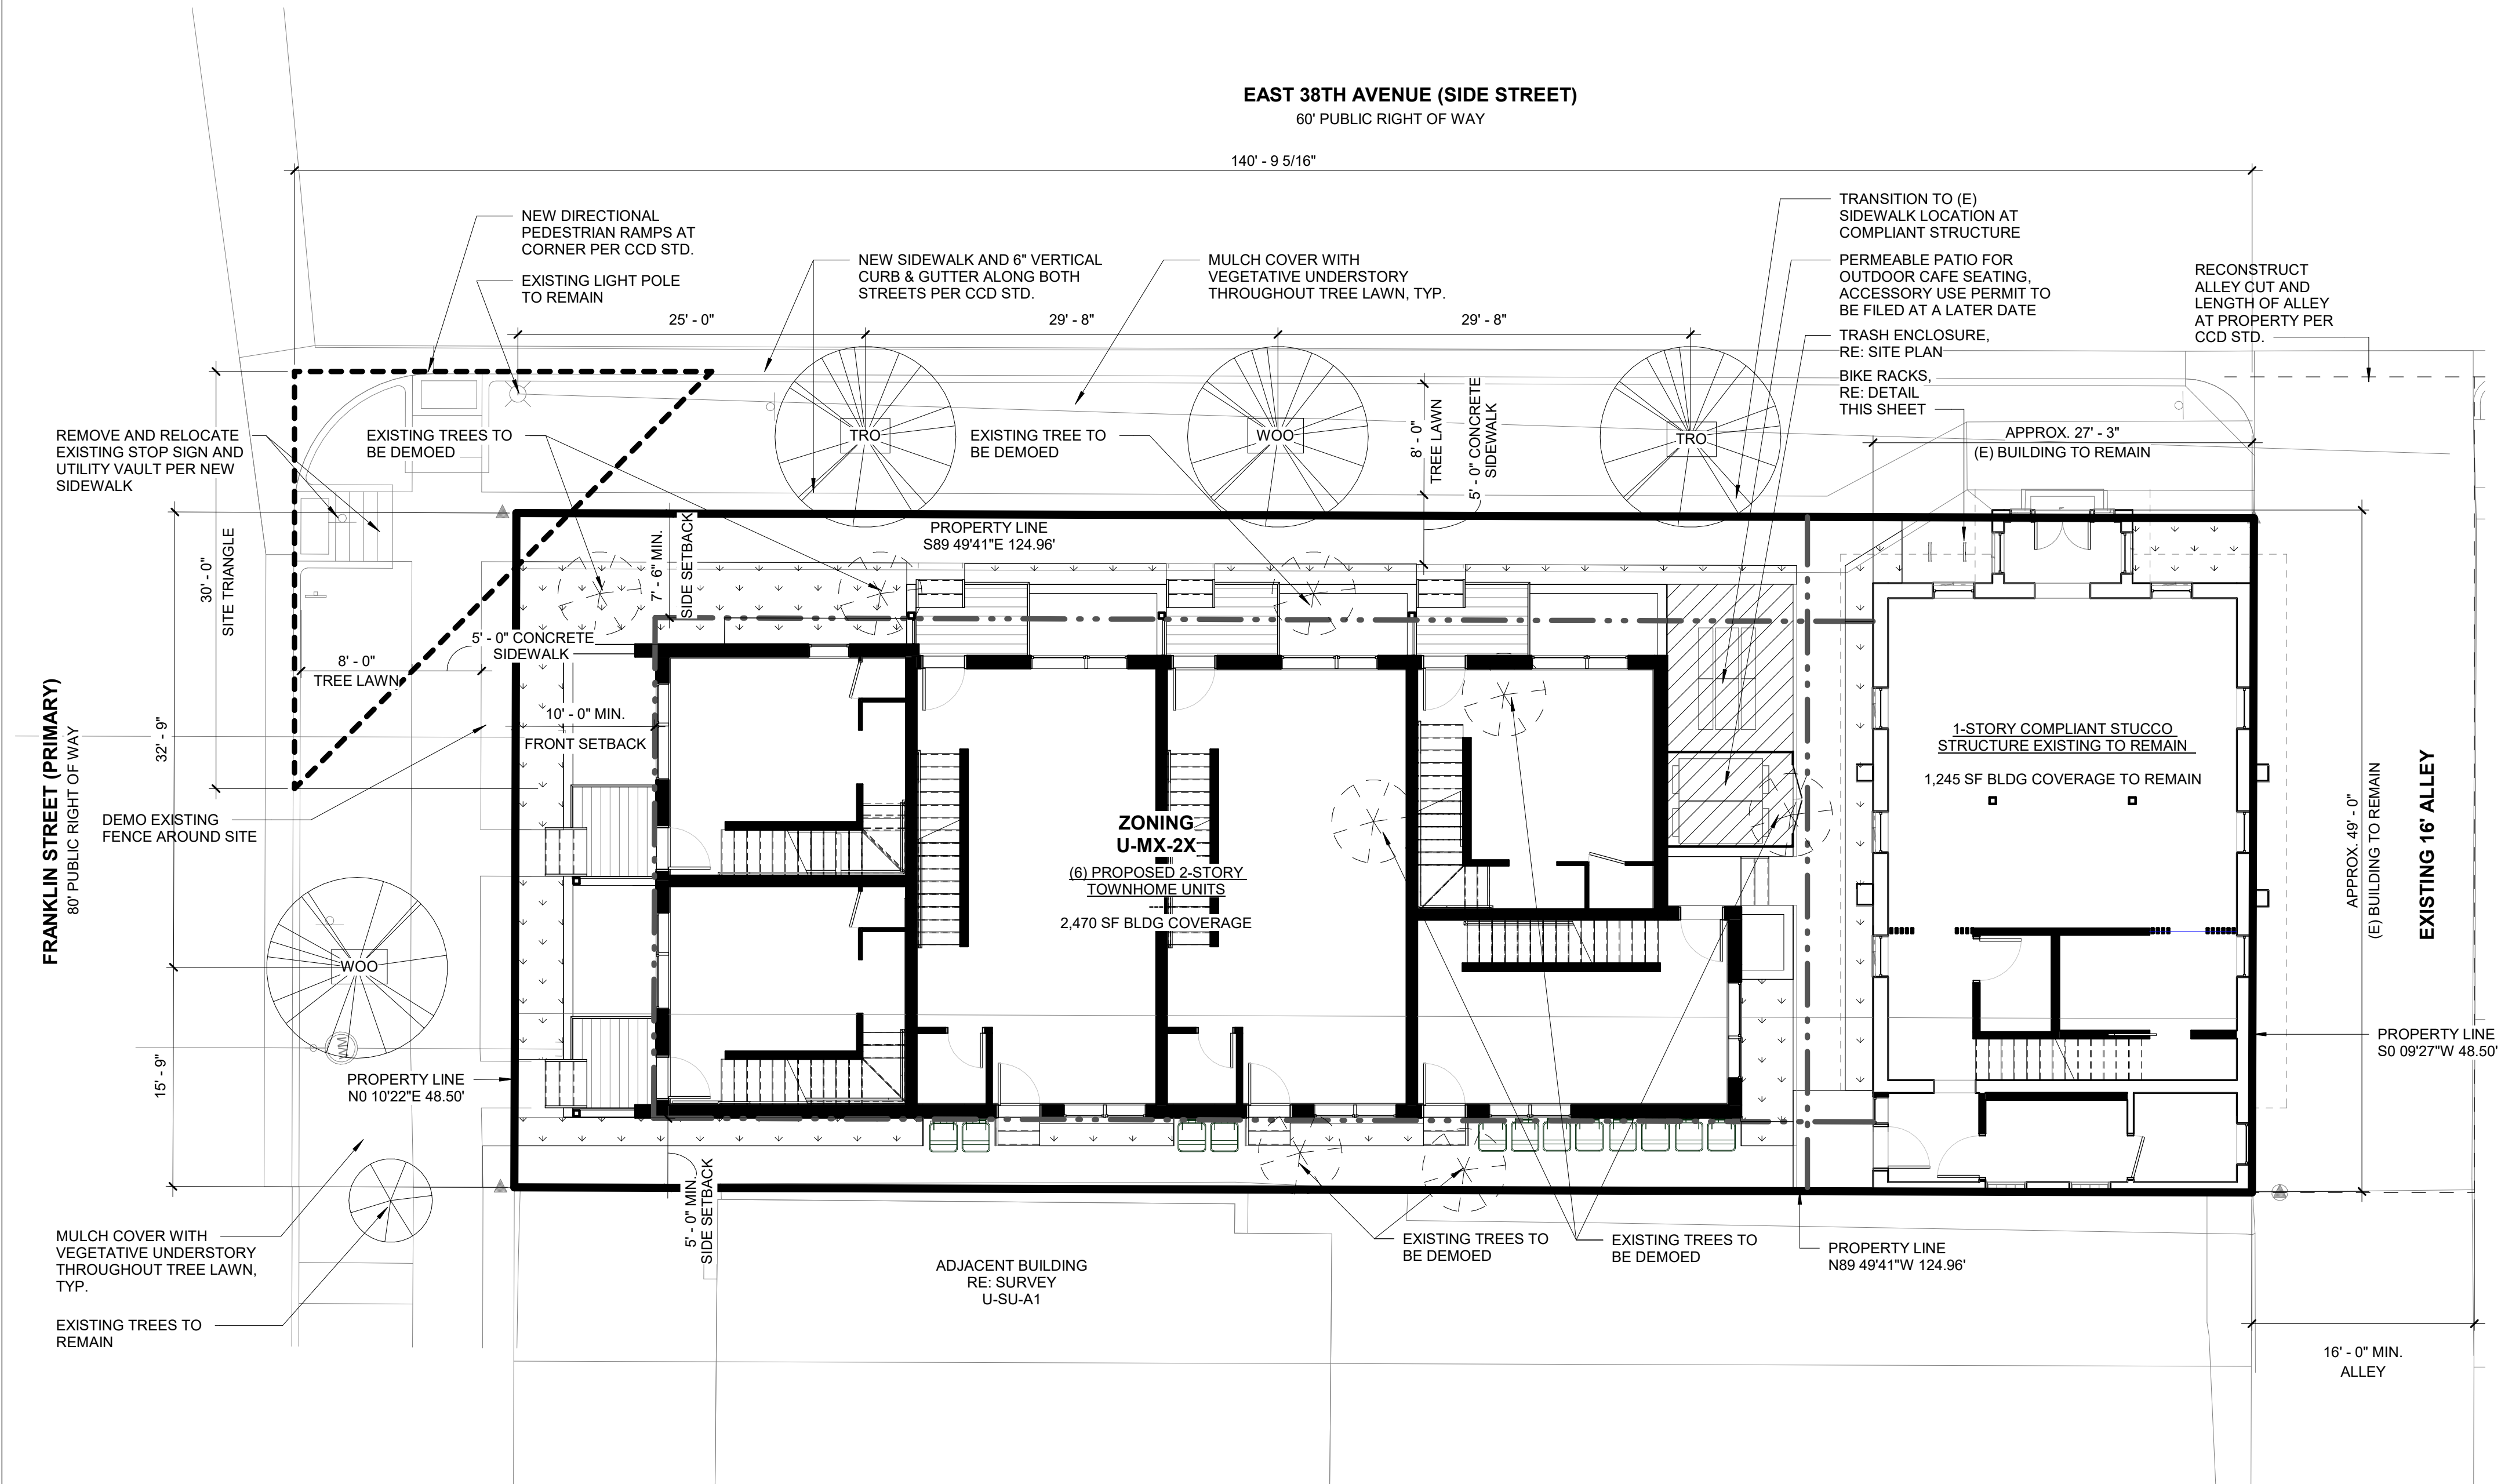 EAST 38TH AVENUE (SIDE STREET)
60' PUBLIC RIGHT OF WAY
140' - 9 5/16"
NEW DIRECTIONAL
PEDESTRIAN RAMPS AT
CORNER PER CCD STD.
EXISTING LIGHT POLE
TO REMAIN
NEW SIDEWALK AND 6" VERTICAL
CURB & GUTTER ALONG BOTH
STREETS PER CCD STD.
MULCH COVER WITH
VEGETATIVE UNDERSTORY
THROUGHOUT TREE LAWN, TYP.
TRANSITION TO (E)
SIDEWALK LOCATION AT
COMPLIANT STRUCTURE
PERMEABLE PATIO FOR
OUTDOOR CAFE SEATING,
ACCESSORY USE PERMIT TO
BE FILED AT A LATER DATE
TRASH ENCLOSURE,
RE: SITE PLAN
BIKE RACKS,
RE: DETAIL
THIS SHEET
RECONSTRUCT
ALLEY CUT AND
LENGTH OF ALLEY
AT PROPERTY PER
CCD STD.
25' - 0"
29' - 8"
29' - 8"
REMOVE AND RELOCATE
EXISTING STOP SIGN AND
UTILITY VAULT PER NEW
SIDEWALK
EXISTING TREES TO
BE DEMOED
TRO
EXISTING TREE TO
BE DEMOED
WOO
8' - 0"
TREE LAWN
5' - 0" CONCRETE
SIDEWALK
TRO
APPROX. 27' - 3"
(E) BUILDING TO REMAIN
30' - 0"
SITE TRIANGLE
7' - 6" MIN.
SIDE SETBACK
PROPERTY LINE
S89 49'41"E 124.96'
5' - 0" CONCRETE
SIDEWALK
8' - 0"
TREE LAWN
FRANKLIN STREET (PRIMARY)
80' PUBLIC RIGHT OF WAY
32' - 9"
10' - 0" MIN.
FRONT SETBACK
DEMO EXISTING
FENCE AROUND SITE
ZONING
U-MX-2X
(6) PROPOSED 2-STORY
TOWNHOME UNITS
2,470 SF BLDG COVERAGE
1-STORY COMPLIANT STUCCO
STRUCTURE EXISTING TO REMAIN
1,245 SF BLDG COVERAGE TO REMAIN
APPROX. 49' - 0"
(E) BUILDING TO REMAIN
EXISTING 16' ALLEY
WOO
WM
15' - 9"
PROPERTY LINE
N0 10'22"E 48.50'
PROPERTY LINE
S0 09'27"W 48.50'
5' - 0" MIN.
SIDE SETBACK
MULCH COVER WITH
VEGETATIVE UNDERSTORY
THROUGHOUT TREE LAWN,
TYP.
EXISTING TREES TO
REMAIN
ADJACENT BUILDING
RE: SURVEY
U-SU-A1
EXISTING TREES TO
BE DEMOED
EXISTING TREES TO
BE DEMOED
PROPERTY LINE
N89 49'41"W 124.96'
16' - 0" MIN.
ALLEY